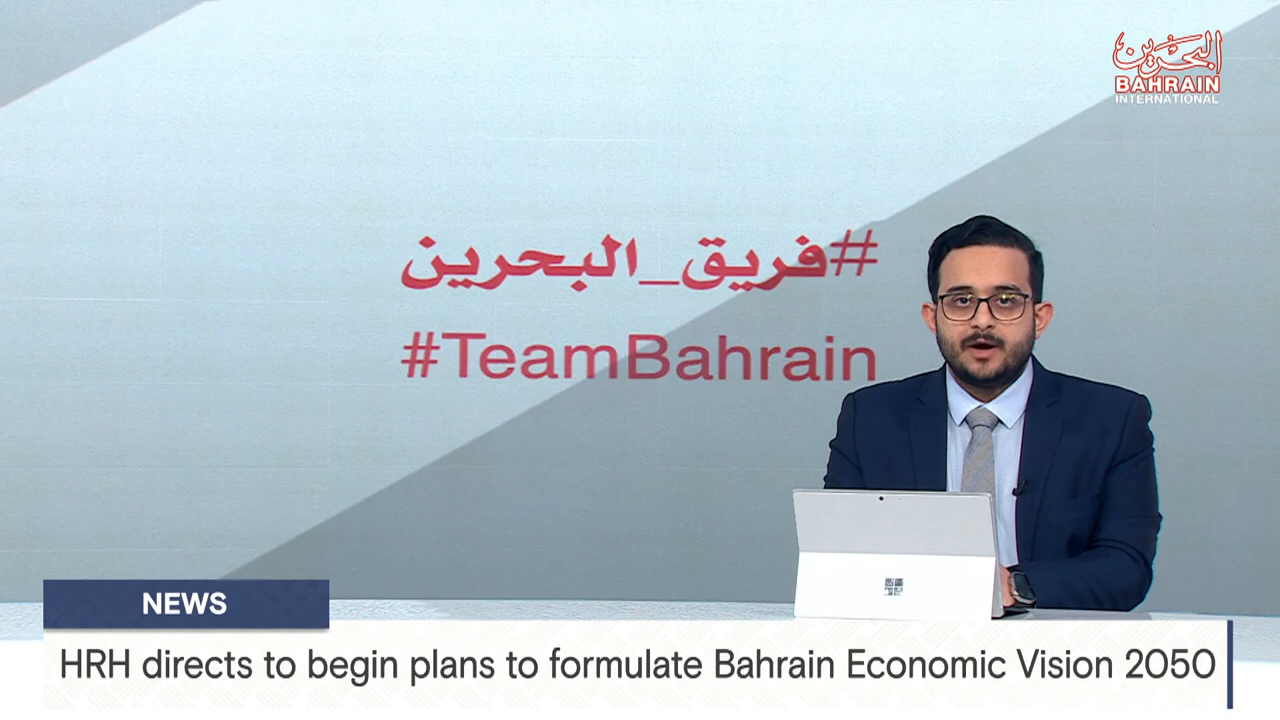 البحرين
BAHRAIN
INTERNATIONAL
#فريق_البحرين
#TeamBahrain
NEWS
HRH directs to begin plans to formulate Bahrain Economic Vision 2050